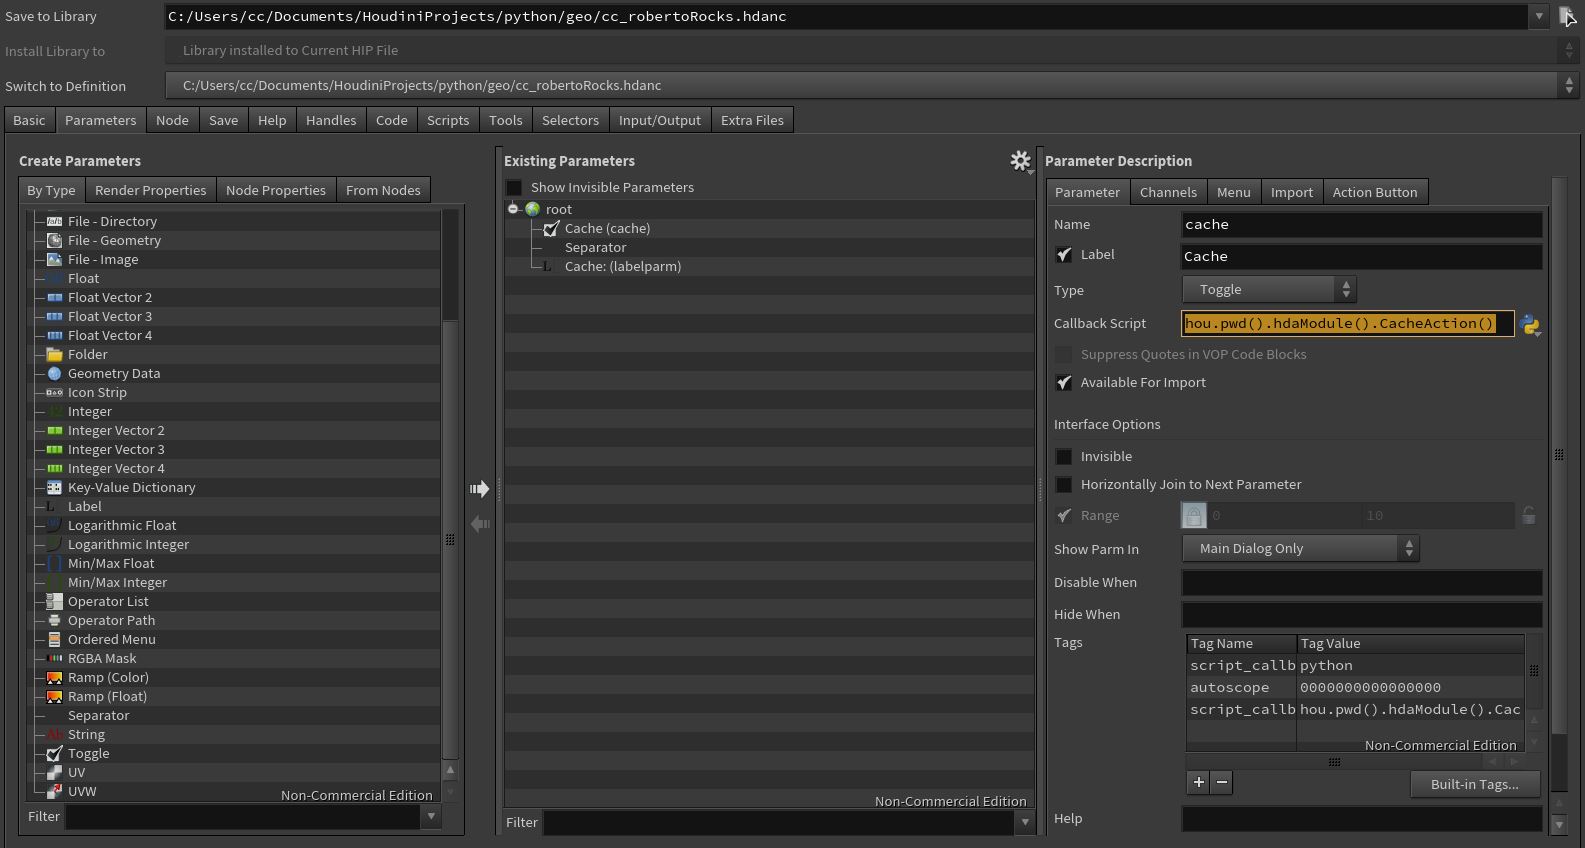 Save to Library C:/Users/cc/Documents/HoudiniProjects/python/geo/cc_robertoRocks.hdanc
Install Library to Library installed to Current HIP File
Switch to Definition C:/Users/cc/Documents/HoudiniProjects/python/geo/cc_robertoRocks.hdanc
Basic Parameters Node Save Help Handles Code Scripts Tools Selectors Input/Output Extra Files
Create Parameters
By Type Render Properties Node Properties From Nodes
File - Directory
File - Geometry
File - Image
Float
Float Vector 2
Float Vector 3
Float Vector 4
Folder
Geometry Data
Icon Strip
Integer
Integer Vector 2
Integer Vector 3
Integer Vector 4
Key-Value Dictionary
Label
Logarithmic Float
Logarithmic Integer
Min/Max Float
Min/Max Integer
Operator List
Operator Path
Ordered Menu
RGBA Mask
Ramp (Color)
Ramp (Float)
Separator
String
Toggle
UV
UVW
Non-Commercial Edition
Filter
Existing Parameters
Show Invisible Parameters
root
Cache (cache)
Separator
Cache: (labelparm)
Non-Commercial Edition
Filter
Parameter Description
Parameter Channels Menu Import Action Button
Name cache
Label Cache
Type Toggle
Callback Script hou.pwd().hdaModule().CacheAction()
Suppress Quotes in VOP Code Blocks
Available For Import
Interface Options
Invisible
Horizontally Join to Next Parameter
Range 0 10
Show Parm In Main Dialog Only
Disable When
Hide When
Tags Tag Name Tag Value
script_callb python
autoscope 0000000000000000
script_callb hou.pwd().hdaModule().Cac
Non-Commercial Edition
+ − Built-in Tags...
Help